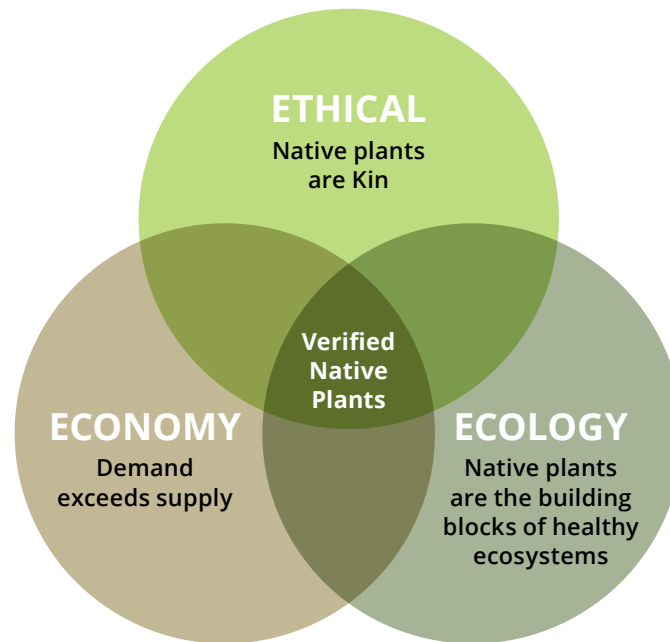 ETHICAL
Native plants
are Kin
Verified
Native
Plants
ECONOMY
Demand
exceeds supply
ECOLOGY
Native plants
are the building
blocks of healthy
ecosystems